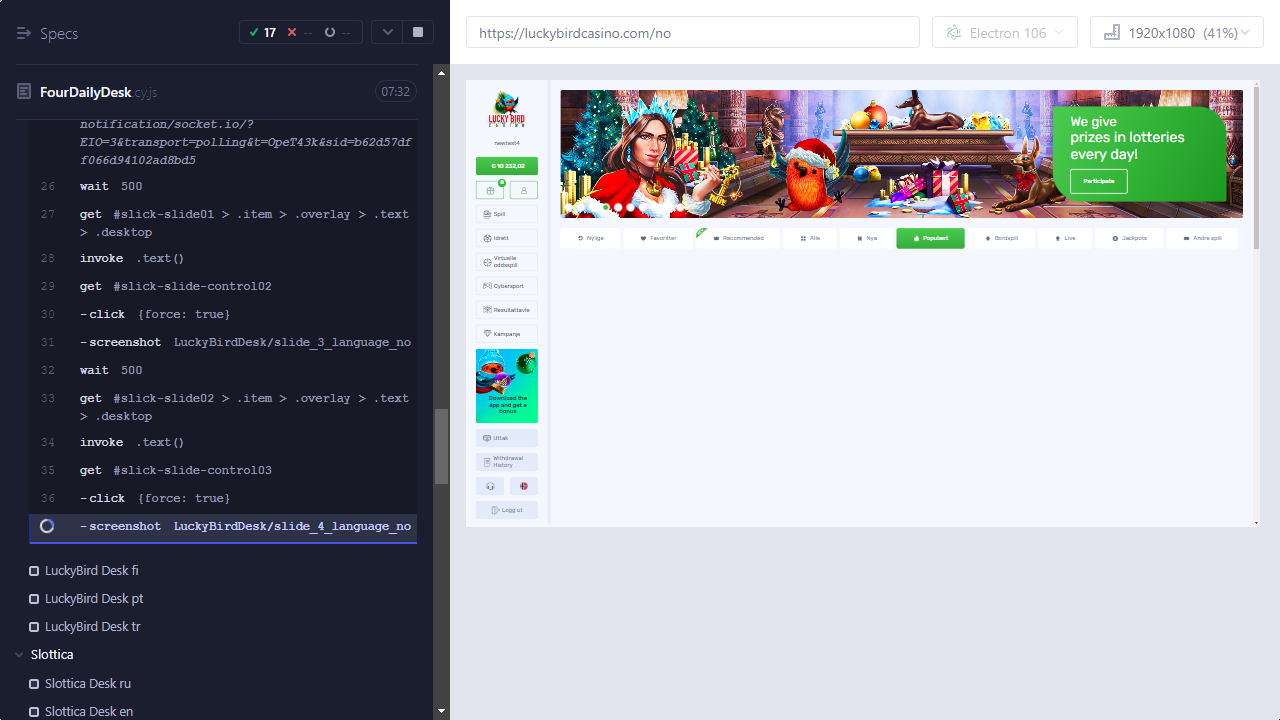 Specs
17
--
--
https://luckybirdcasino.com/no
Electron 106
1920x1080 (41%)
FourDailyDesk.cy.js
07:32
notification/socket.io/?
EIO=3&transport=polling&t=OpeT43k&sid=b62d57df
f066d94102ad8bd5
26 wait 500
27 get #slick-slide01 > .item > .overlay > .text
> .desktop
28 invoke .text()
29 get #slick-slide-control02
30 -click {force: true}
31 -screenshot LuckyBirdDesk/slide_3_language_no
32 wait 500
33 get #slick-slide02 > .item > .overlay > .text
> .desktop
34 invoke .text()
35 get #slick-slide-control03
36 -click {force: true}
-screenshot LuckyBirdDesk/slide_4_language_no
LuckyBird Desk fi
LuckyBird Desk pt
LuckyBird Desk tr
Slottica
Slottica Desk ru
Slottica Desk en
LUCKY BIRD
CASINO
newtest4
€ 10 232,02
Spill
Idrett
Virtuelle
oddsspill
Cybersport
Resultattavle
Kampanje
Download the
app and get a
bonus
Uttak
Withdrawal
History
Logg ut
We give
prizes in lotteries
every day!
Participate
Nylige
Favoritter
Recommended
Alle
Nye
Populært
Bordspill
Live
Jackpots
Andre spill